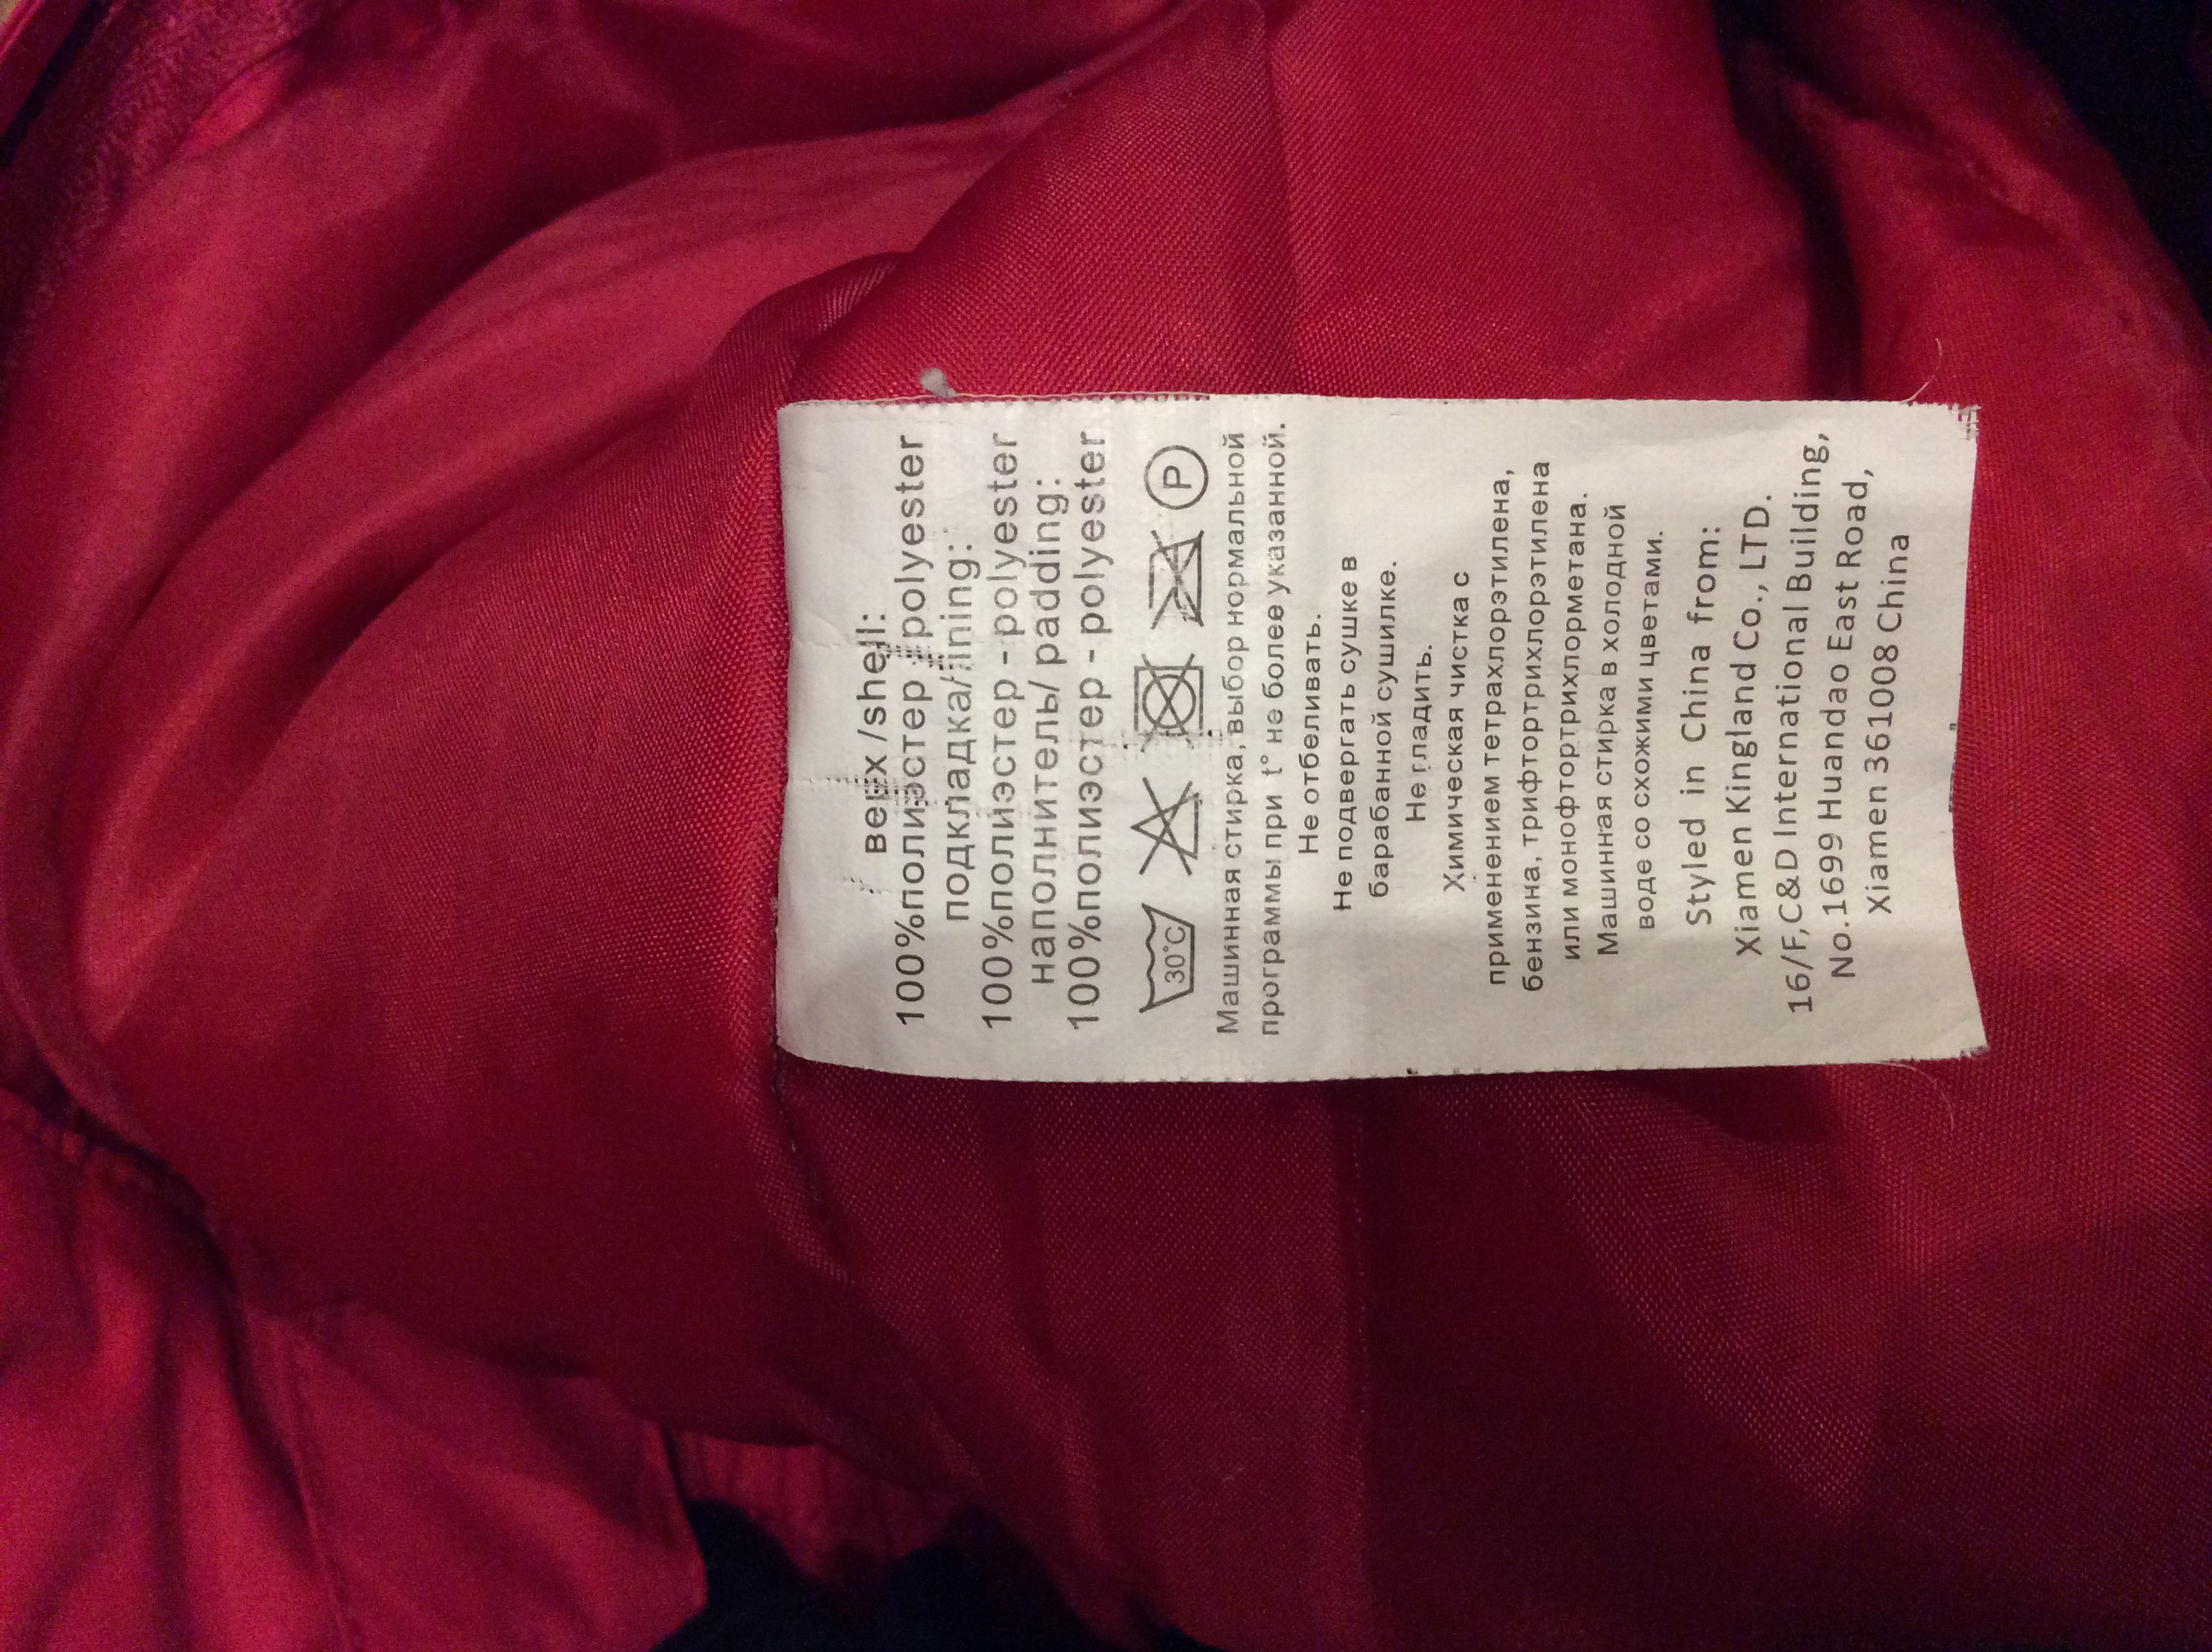 верх /shell:
100%полиэстер - polyester
подкладка/lining:
100%полиэстер - polyester
наполнитель/ padding:
100%полиэстер - polyester
30°C P
Машинная стирка, выбор нормальной
программы при t° не более указанной.
Не отбеливать.
Не подвергать сушке в
барабанной сушилке.
Не гладить.
Химическая чистка с
применением тетрахлорэтилена,
бензина, трифтортрихлорэтилена
или монофтортрихлорметана.
Машинная стирка в холодной
воде со схожими цветами.
Styled in China from:
Xiamen Kingland Co., LTD.
16/F,C&D International Building,
No.1699 Huandao East Road,
Xiamen 361008 China